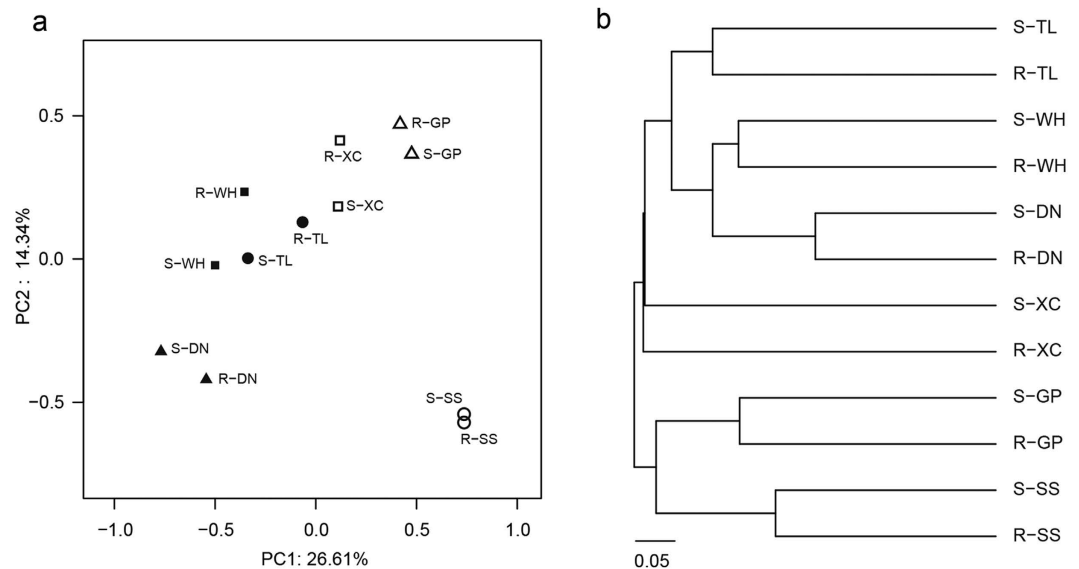 a
b
PC2 : 14.34%
0.5
0.0
−0.5
R−GP
S−GP
R−XC
S−XC
R−WH
R−TL
S−WH
S−TL
S−DN
R−DN
S−SS
R−SS
−1.0 −0.5 0.0 0.5 1.0
PC1: 26.61%
S−TL
R−TL
S−WH
R−WH
S−DN
R−DN
S−XC
R−XC
S−GP
R−GP
S−SS
R−SS
0.05